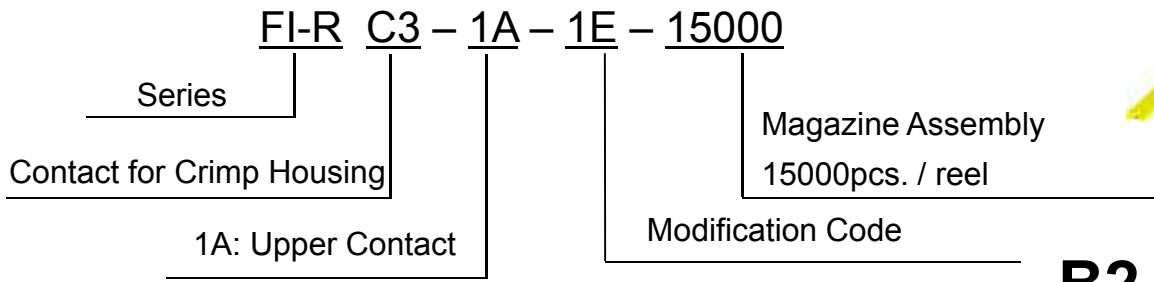 FI-R C3 – 1A – 1E – 15000
Series
Magazine Assembly
Contact for Crimp Housing
15000pcs. / reel
1A: Upper Contact
Modification Code